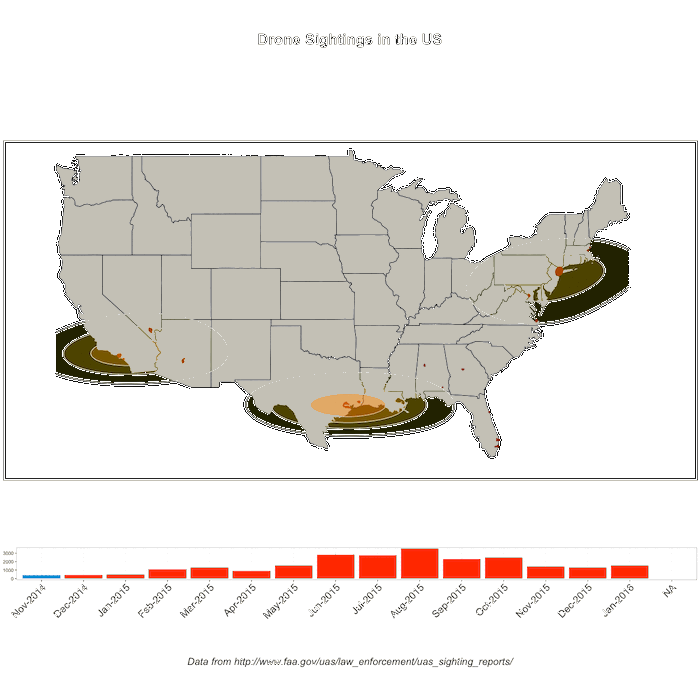 Drone Sightings in the US
3000
2000
1000
0
Nov-2014
Dec-2014
Jan-2015
Feb-2015
Mar-2015
Apr-2015
May-2015
Jun-2015
Jul-2015
Aug-2015
Sep-2015
Oct-2015
Nov-2015
Dec-2015
Jan-2016
NA
Data from http://www.faa.gov/uas/law_enforcement/uas_sighting_reports/